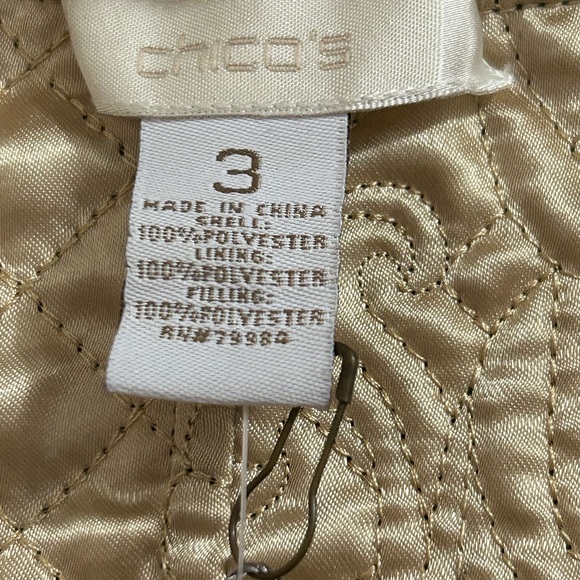 chico's
3
MADE IN CHINA
SHELL:
100%POLYESTER
LINING:
100%POLYESTER
FILLING:
100%POLYESTER
RN#79984